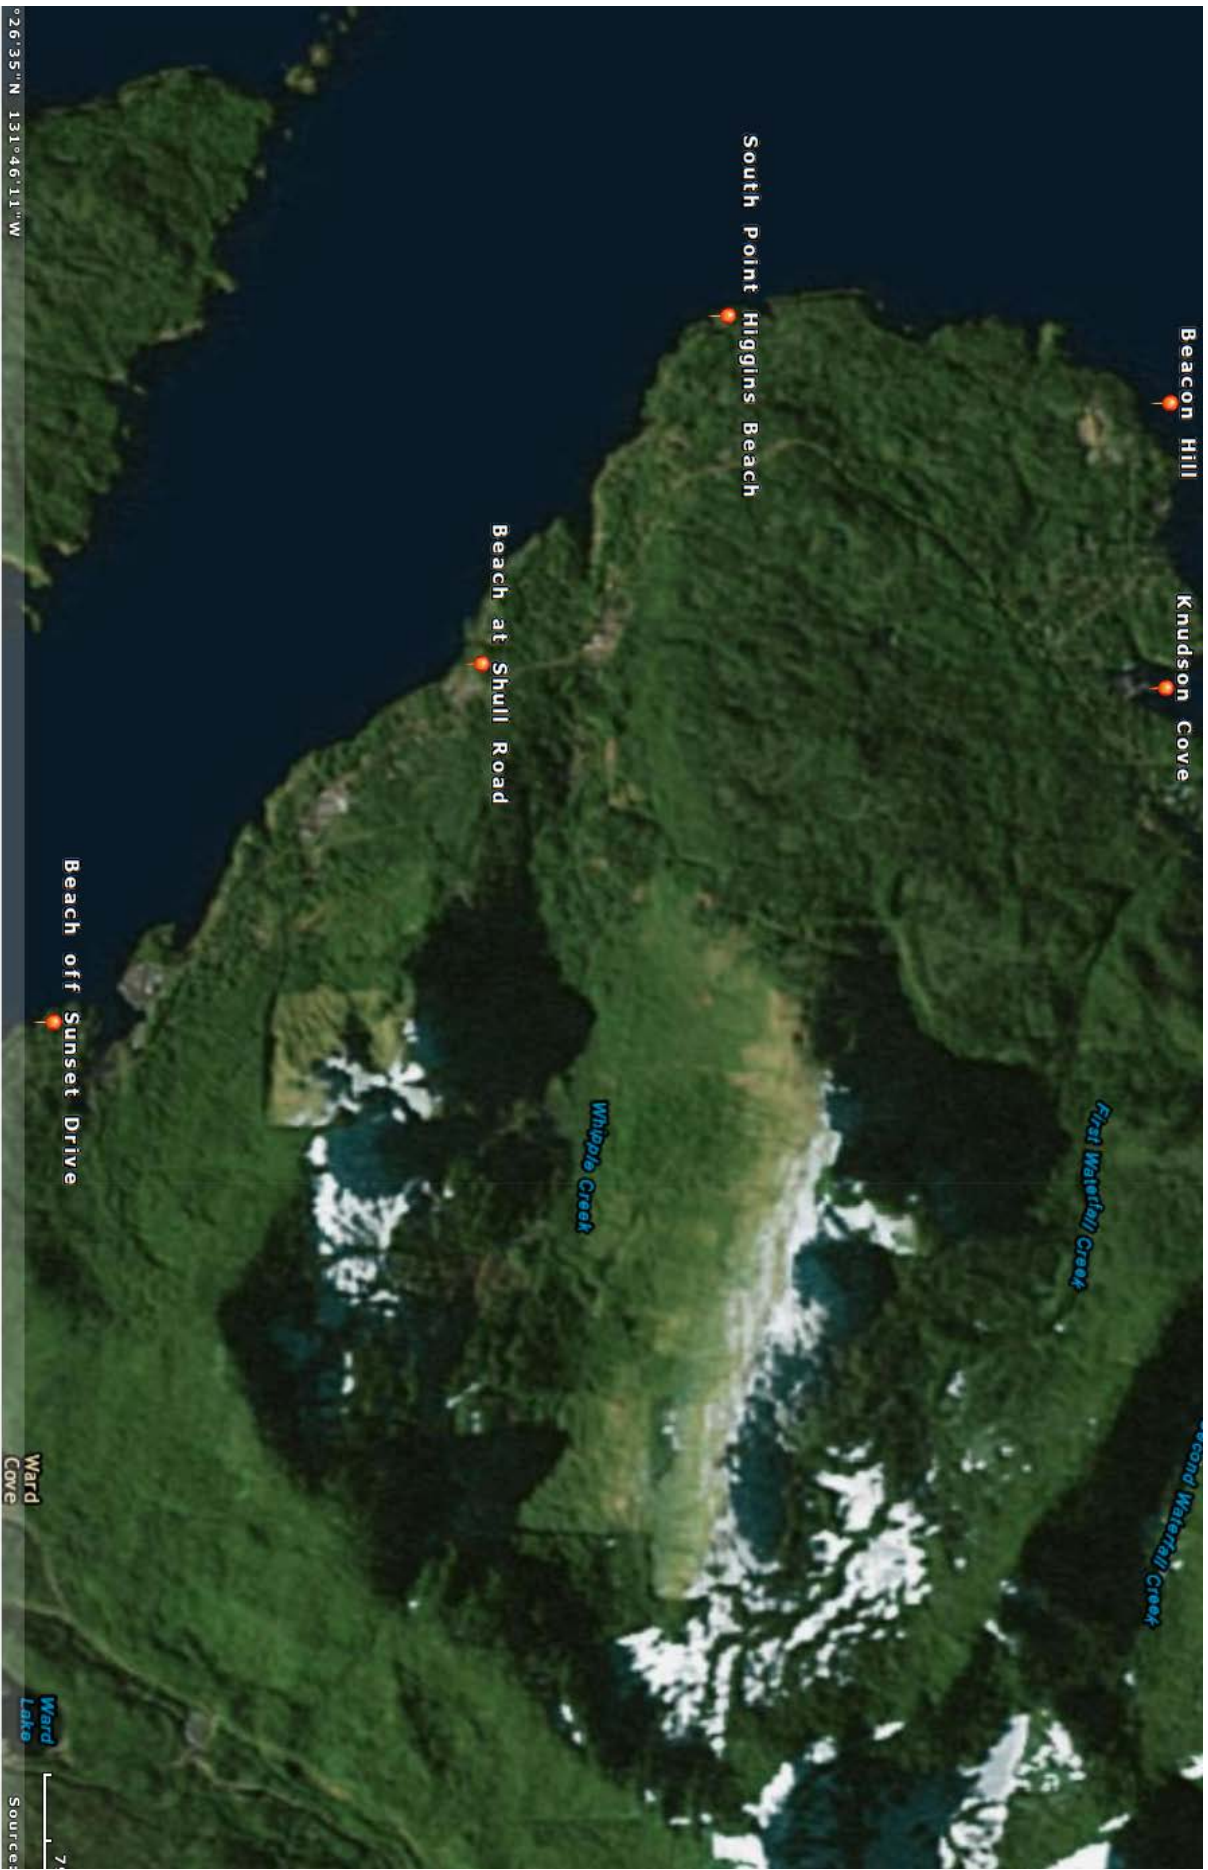 Beacon Hill
Knudson Cove
Second Waterfall Creek
First Waterfall Creek
South Point Higgins Beach
Whipple Creek
Beach at Shull Road
Beach off Sunset Drive
Ward
Cove
Ward
Lake
°26'35"N 131°46'11"W
Source: